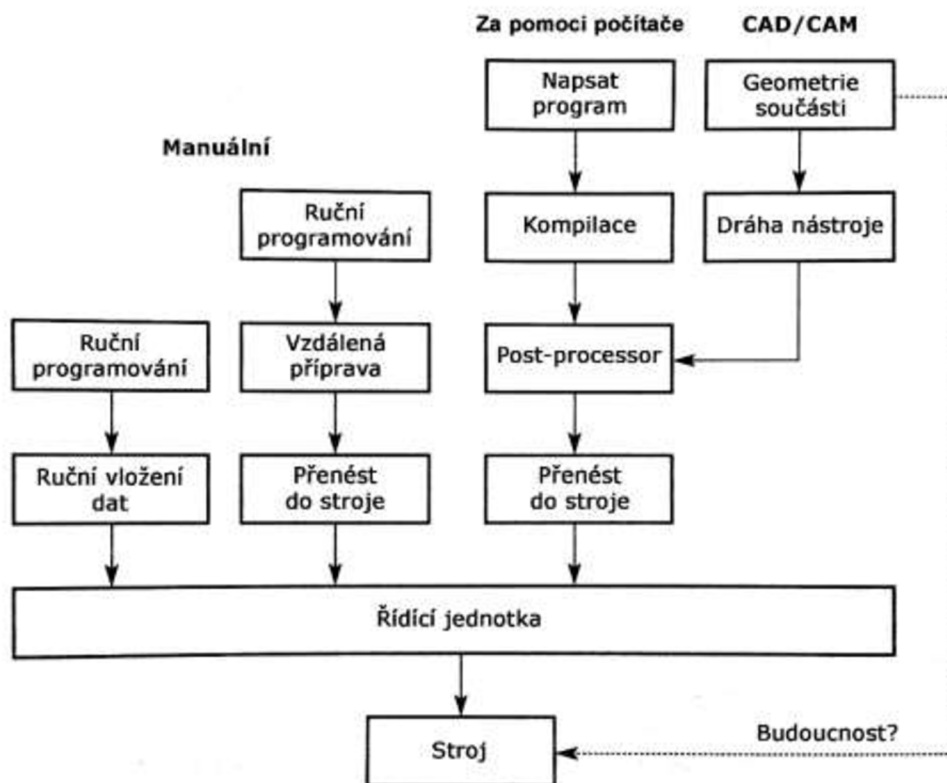 Za pomoci počítače
CAD/CAM
Napsat
program
Geometrie
součásti
Manuální
Ruční
programování
Kompilace
Dráha nástroje
Ruční
programování
Vzdálená
příprava
Post-processor
Ruční vložení
dat
Přenést
do stroje
Přenést
do stroje
Řídící jednotka
Stroj
Budoucnost?